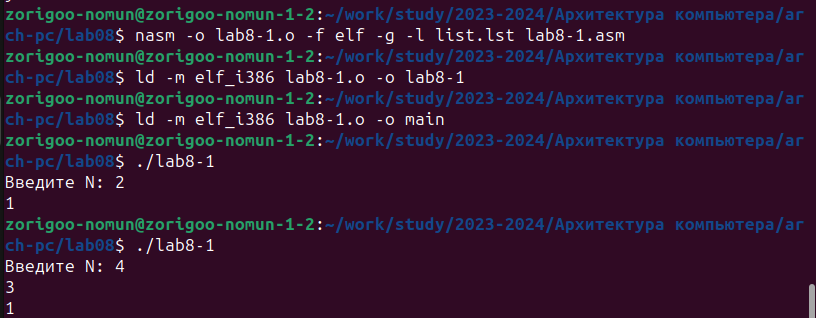 zorigoo-nomun@zorigoo-nomun-1-2:~/work/study/2023-2024/Архитектура компьютера/ar
ch-pc/lab08$ nasm -o lab8-1.o -f elf -g -l list.lst lab8-1.asm
zorigoo-nomun@zorigoo-nomun-1-2:~/work/study/2023-2024/Архитектура компьютера/ar
ch-pc/lab08$ ld -m elf_i386 lab8-1.o -o lab8-1
zorigoo-nomun@zorigoo-nomun-1-2:~/work/study/2023-2024/Архитектура компьютера/ar
ch-pc/lab08$ ld -m elf_i386 lab8-1.o -o main
zorigoo-nomun@zorigoo-nomun-1-2:~/work/study/2023-2024/Архитектура компьютера/ar
ch-pc/lab08$ ./lab8-1
Введите N: 2
1
zorigoo-nomun@zorigoo-nomun-1-2:~/work/study/2023-2024/Архитектура компьютера/ar
ch-pc/lab08$ ./lab8-1
Введите N: 4
3
1